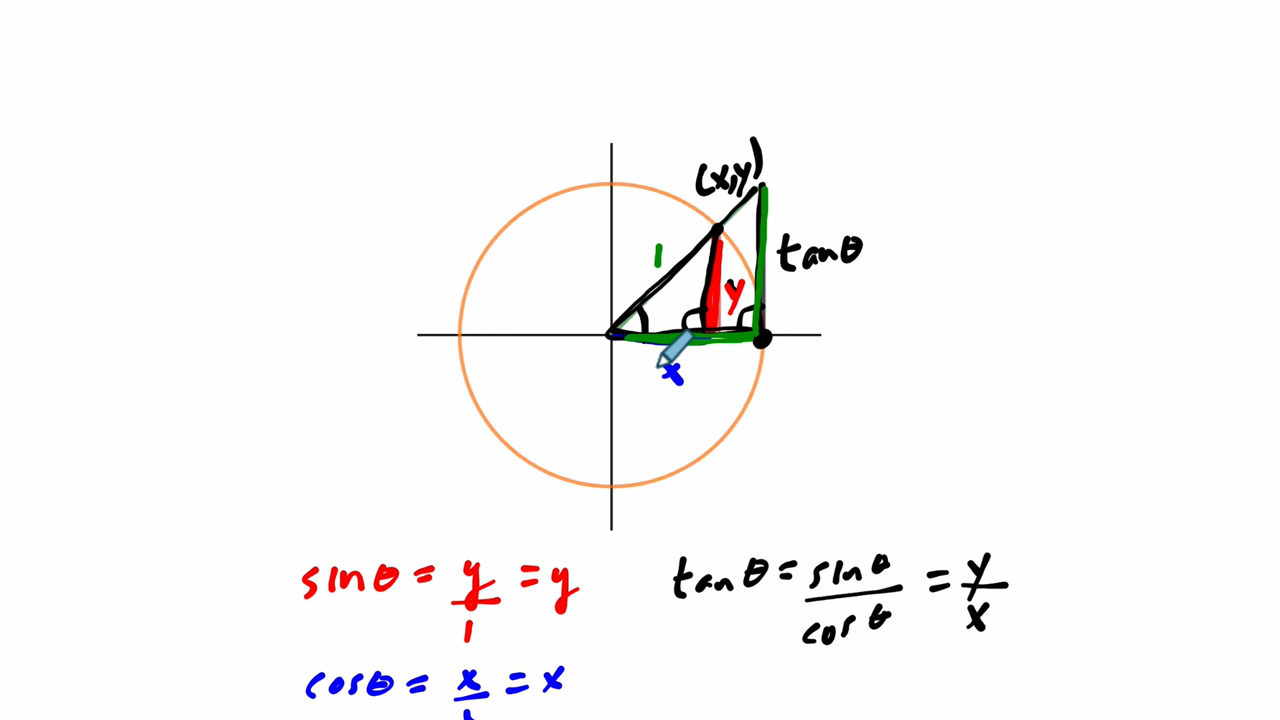 (x,y)
1
tanθ
y
x
sinθ = y/1 = y
tanθ = sinθ/cosθ = y/x
cosθ = x/ = x